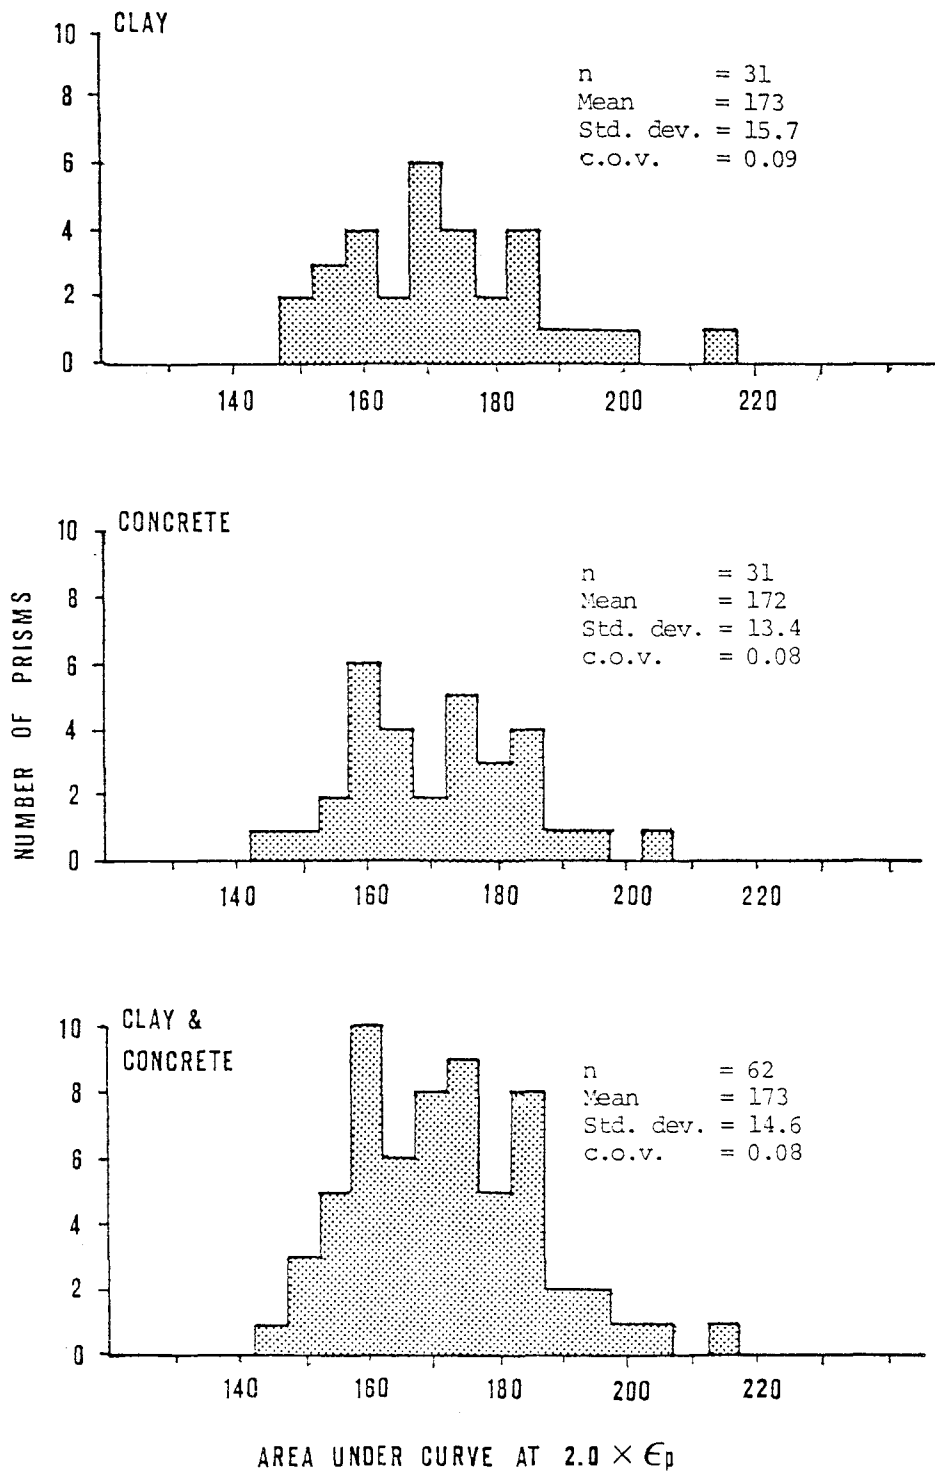 CLAY
n = 31
Mean = 173
Std. dev. = 15.7
c.o.v. = 0.09
10
8
6
4
2
0
140 160 180 200 220
CONCRETE
n = 31
Mean = 172
Std. dev. = 13.4
c.o.v. = 0.08
10
8
6
4
2
0
140 160 180 200 220
NUMBER OF PRISMS
CLAY &
CONCRETE
n = 62
Mean = 173
Std. dev. = 14.6
c.o.v. = 0.08
10
8
6
4
2
0
140 160 180 200 220
AREA UNDER CURVE AT 2.0 × ϵp